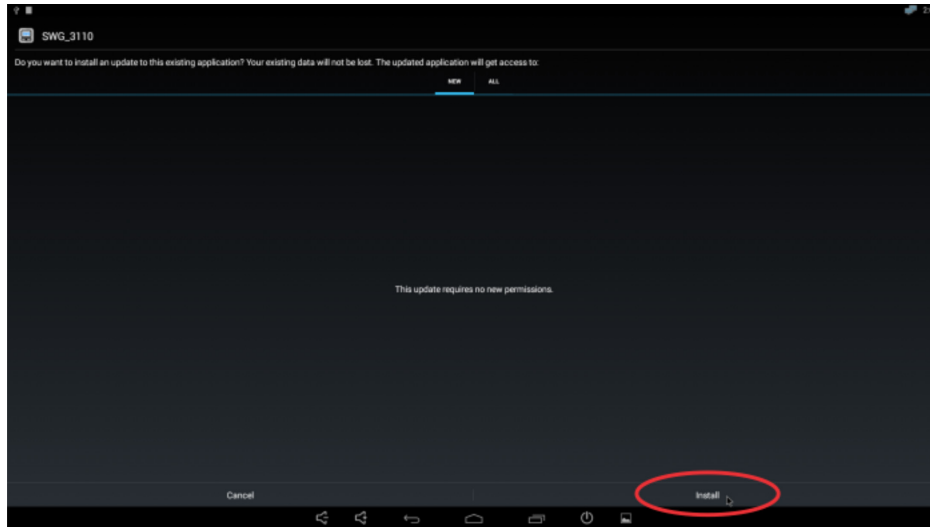 SWG_3110
Do you want to install an update to this existing application? Your existing data will not be lost. The updated application will get access to:
NEW ALL
This update requires no new permissions.
Cancel Install